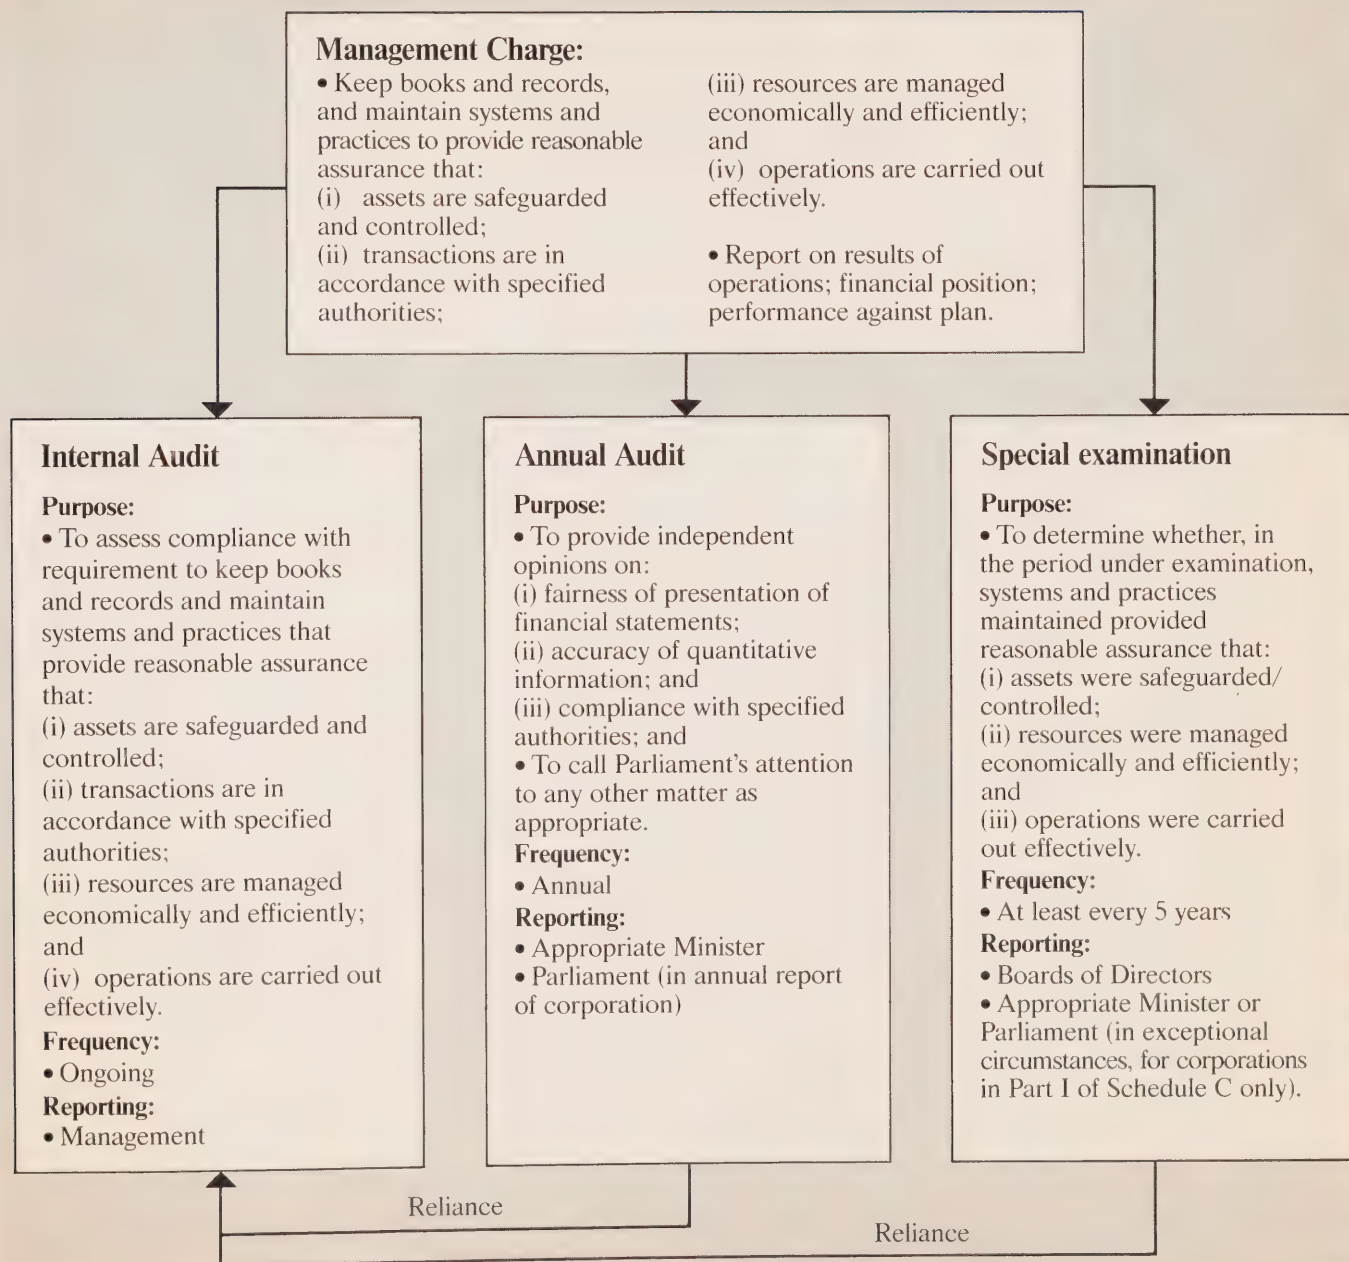 Management Charge:
• Keep books and records,
and maintain systems and
practices to provide reasonable
assurance that:
(i) assets are safeguarded
and controlled;
(ii) transactions are in
accordance with specified
authorities;
(iii) resources are managed
economically and efficiently;
and
(iv) operations are carried out
effectively.
• Report on results of
operations; financial position;
performance against plan.
Internal Audit
Purpose:
• To assess compliance with
requirement to keep books
and records and maintain
systems and practices that
provide reasonable assurance
that:
(i) assets are safeguarded and
controlled;
(ii) transactions are in
accordance with specified
authorities;
(iii) resources are managed
economically and efficiently;
and
(iv) operations are carried out
effectively.
Frequency:
• Ongoing
Reporting:
• Management
Annual Audit
Purpose:
• To provide independent
opinions on:
(i) fairness of presentation of
financial statements;
(ii) accuracy of quantitative
information; and
(iii) compliance with specified
authorities; and
• To call Parliament's attention
to any other matter as
appropriate.
Frequency:
• Annual
Reporting:
• Appropriate Minister
• Parliament (in annual report
of corporation)
Special examination
Purpose:
• To determine whether, in
the period under examination,
systems and practices
maintained provided
reasonable assurance that:
(i) assets were safeguarded/
controlled;
(ii) resources were managed
economically and efficiently;
and
(iii) operations were carried
out effectively.
Frequency:
• At least every 5 years
Reporting:
• Boards of Directors
• Appropriate Minister or
Parliament (in exceptional
circumstances, for corporations
in Part I of Schedule C only).
Reliance
Reliance